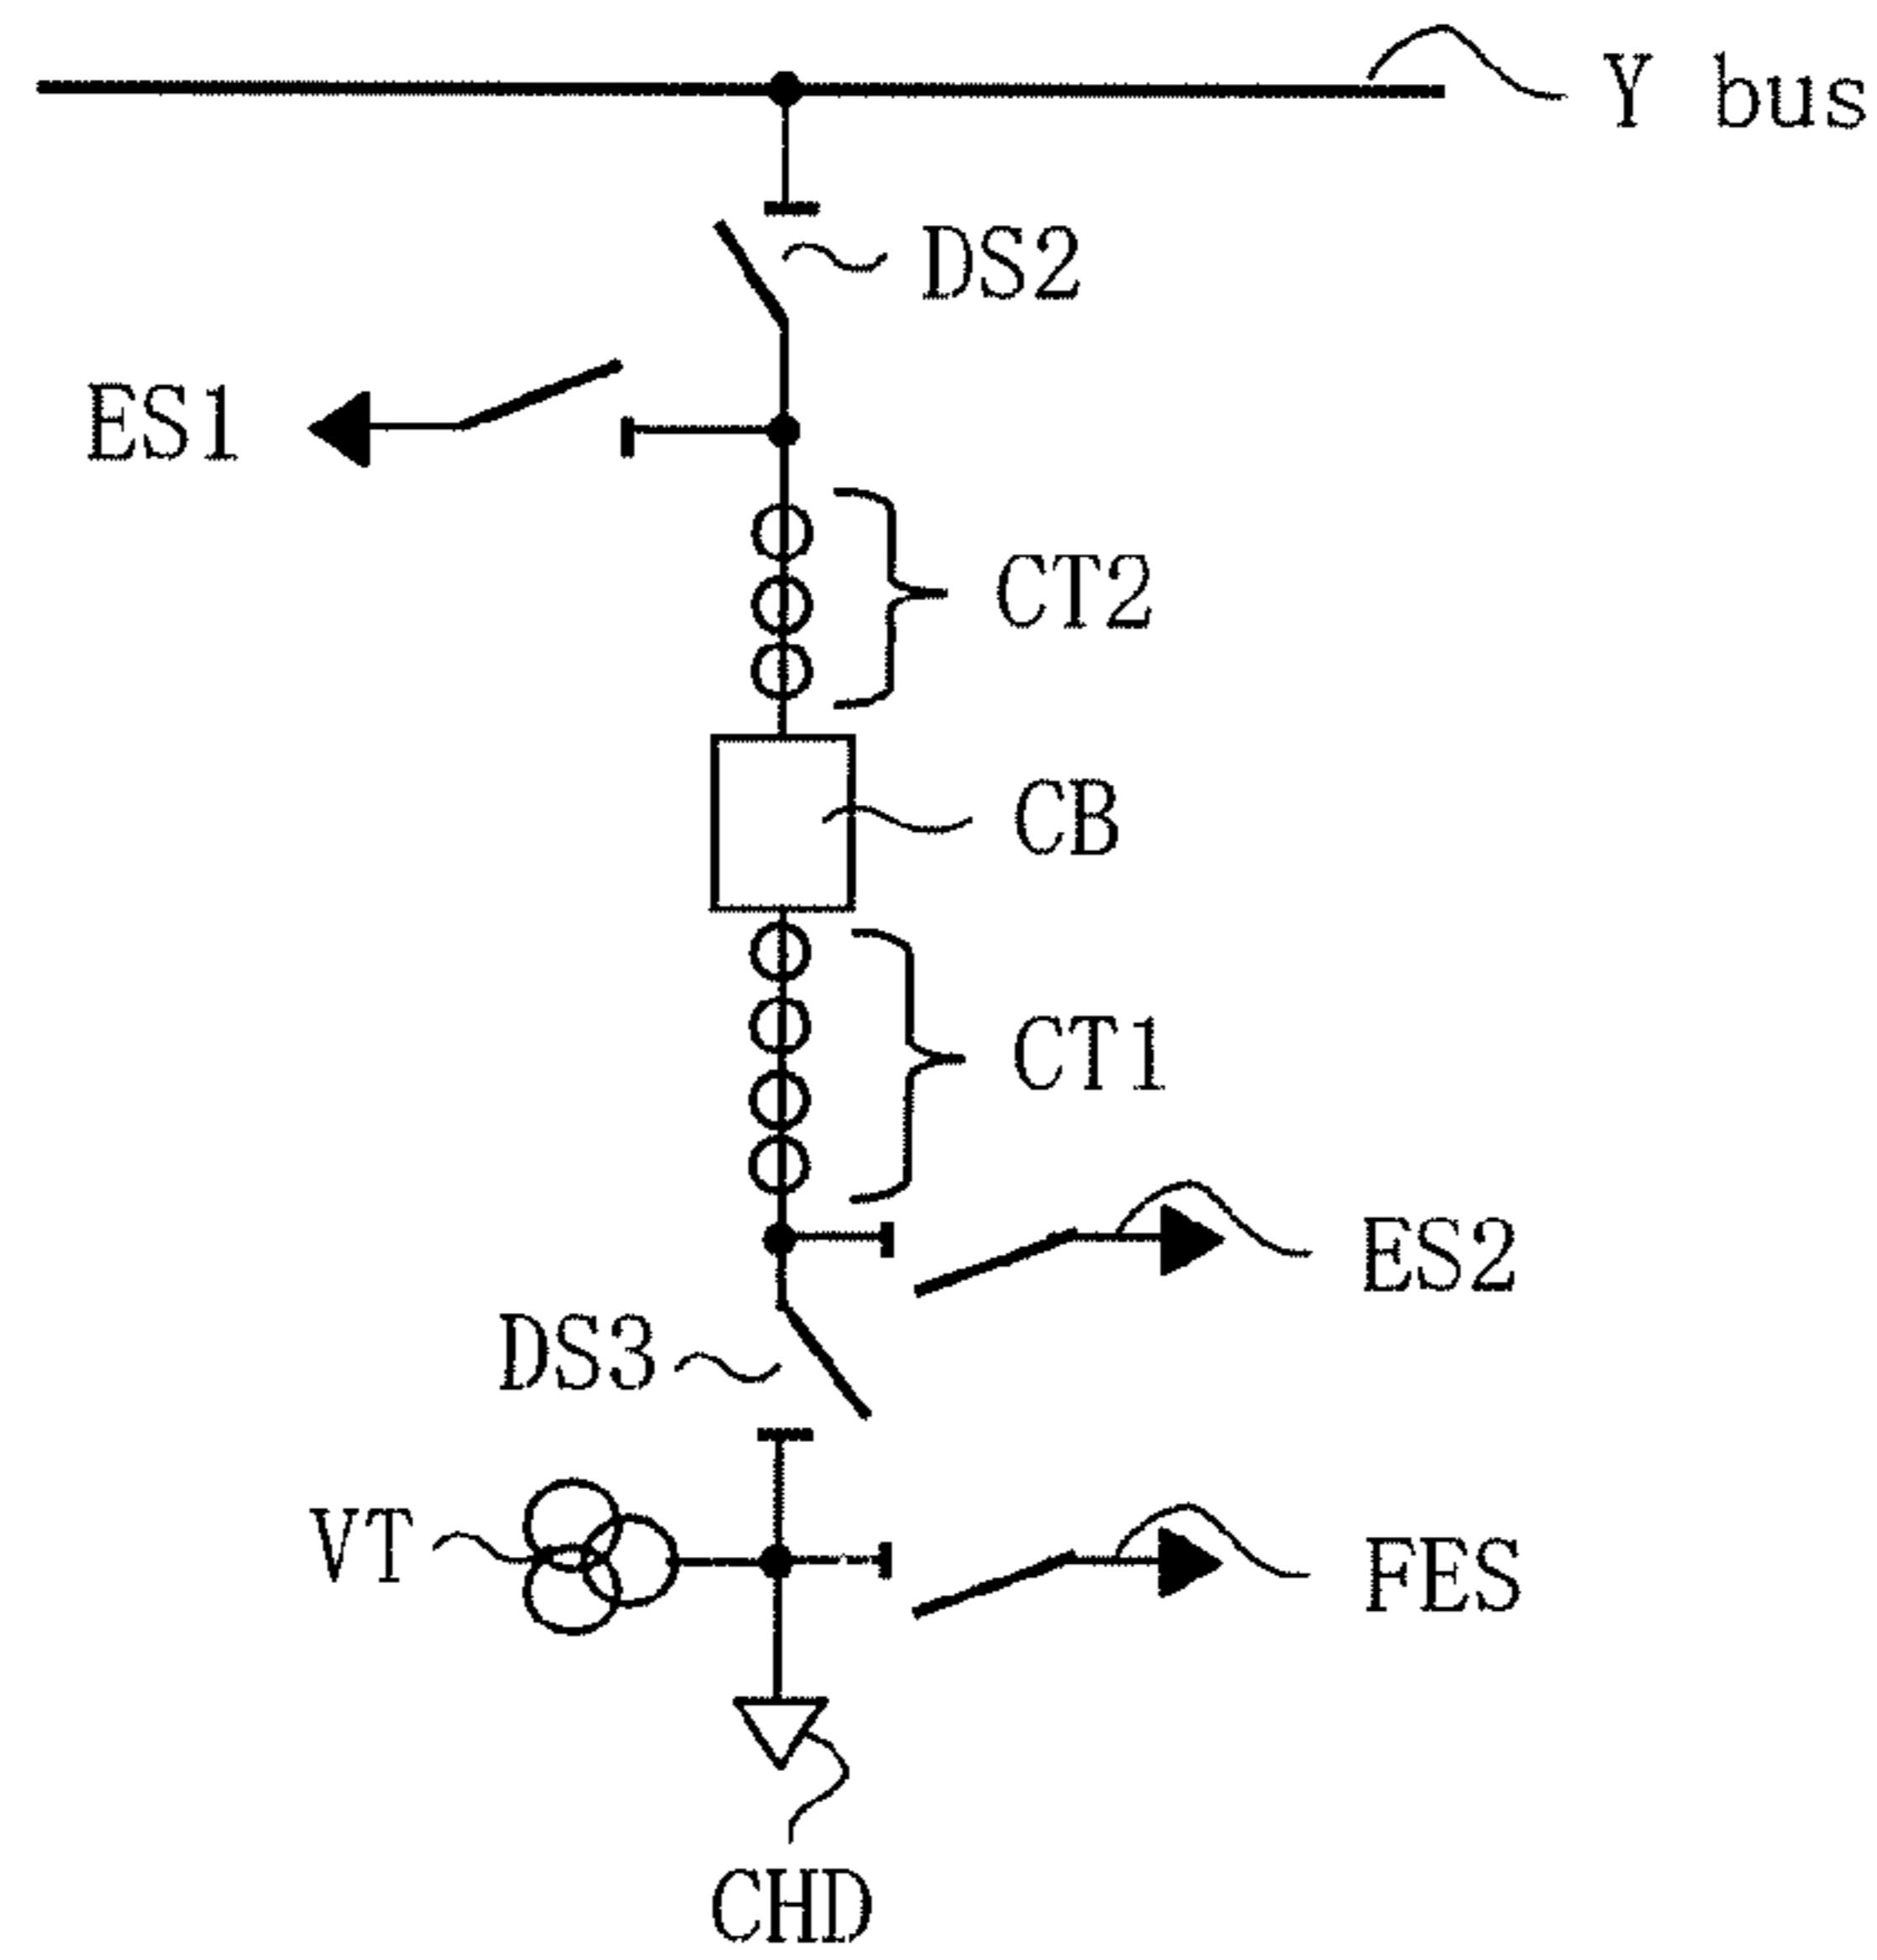 Y bus
DS2
ES1
CT2
CB
CT1
ES2
DS3
VT
FES
CHD